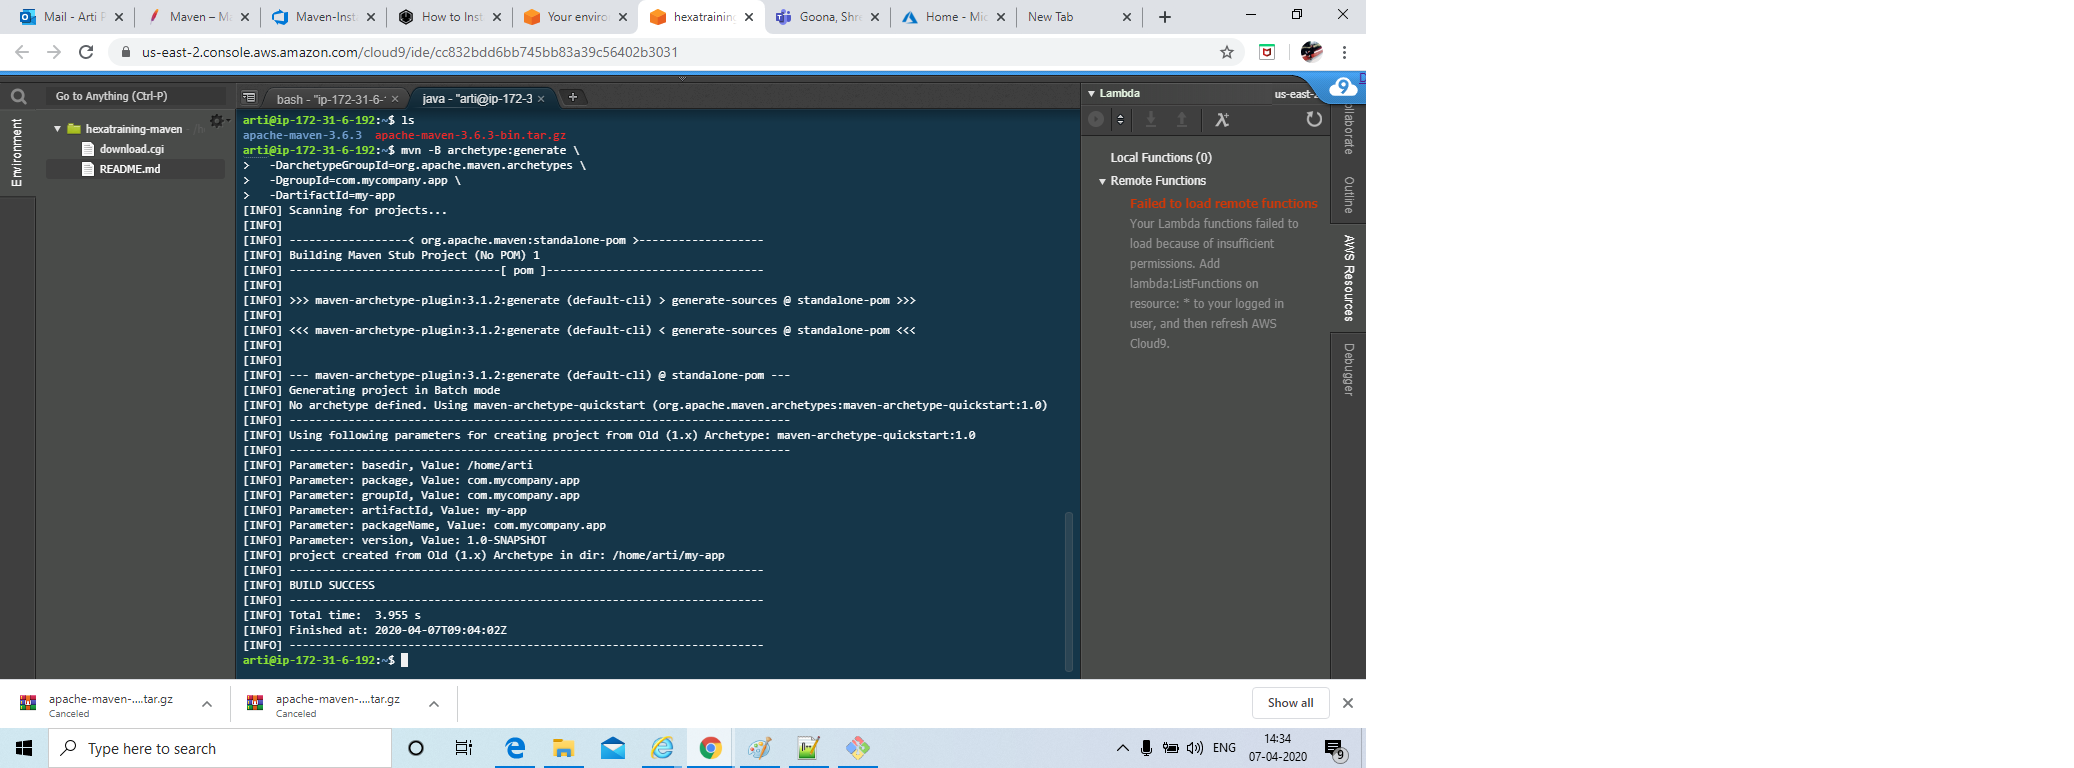 Mail - Arti P
Maven – M
Maven-Inst
How to Inst
Your enviro
hexatraining
Goona, Shr
Home - Mic
New Tab
us-east-2.console.aws.amazon.com/cloud9/ide/cc832bdd6bb745bb83a39c56402b3031
Go to Anything (Ctrl-P)
bash - "ip-172-31-6-
java - "arti@ip-172-3
Lambda
us-east-
9
Environment
hexatraining-maven
download.cgi
README.md
arti@ip-172-31-6-192:~$ ls
apache-maven-3.6.3  apache-maven-3.6.3-bin.tar.gz
arti@ip-172-31-6-192:~$ mvn -B archetype:generate \
>   -DarchetypeGroupId=org.apache.maven.archetypes \
>   -DgroupId=com.mycompany.app \
>   -DartifactId=my-app
[INFO] Scanning for projects...
[INFO]
[INFO] ------------------< org.apache.maven:standalone-pom >-------------------
[INFO] Building Maven Stub Project (No POM) 1
[INFO] --------------------------------[ pom ]---------------------------------
[INFO]
[INFO] >>> maven-archetype-plugin:3.1.2:generate (default-cli) > generate-sources @ standalone-pom >>>
[INFO]
[INFO] <<< maven-archetype-plugin:3.1.2:generate (default-cli) < generate-sources @ standalone-pom <<<
[INFO]
[INFO]
[INFO] --- maven-archetype-plugin:3.1.2:generate (default-cli) @ standalone-pom ---
[INFO] Generating project in Batch mode
[INFO] No archetype defined. Using maven-archetype-quickstart (org.apache.maven.archetypes:maven-archetype-quickstart:1.0)
[INFO] ----------------------------------------------------------------------------
[INFO] Using following parameters for creating project from Old (1.x) Archetype: maven-archetype-quickstart:1.0
[INFO] ----------------------------------------------------------------------------
[INFO] Parameter: basedir, Value: /home/arti
[INFO] Parameter: package, Value: com.mycompany.app
[INFO] Parameter: groupId, Value: com.mycompany.app
[INFO] Parameter: artifactId, Value: my-app
[INFO] Parameter: packageName, Value: com.mycompany.app
[INFO] Parameter: version, Value: 1.0-SNAPSHOT
[INFO] project created from Old (1.x) Archetype in dir: /home/arti/my-app
[INFO] ------------------------------------------------------------------------
[INFO] BUILD SUCCESS
[INFO] ------------------------------------------------------------------------
[INFO] Total time:  3.955 s
[INFO] Finished at: 2020-04-07T09:04:02Z
[INFO] ------------------------------------------------------------------------
arti@ip-172-31-6-192:~$
Local Functions (0)
Remote Functions
Failed to load remote functions
Your Lambda functions failed to
load because of insufficient
permissions. Add
lambda:ListFunctions on
resource: * to your logged in
user, and then refresh AWS
Cloud9.
ollaborate
Outline
AWS Resources
Debugger
apache-maven-....tar.gz
Canceled
apache-maven-....tar.gz
Canceled
Show all
Type here to search
ENG
14:34
07-04-2020
9